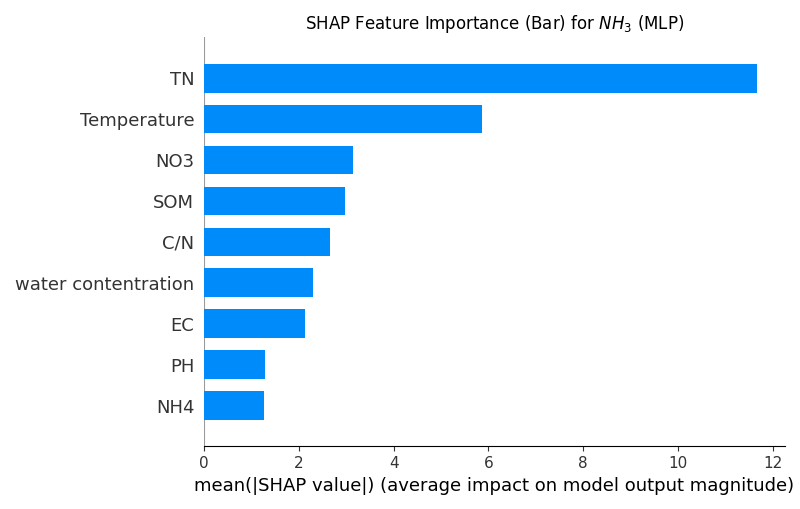 SHAP Feature Importance (Bar) for NH₃ (MLP)
TN
Temperature
NO3
SOM
C/N
water contentration
EC
PH
NH4
0 2 4 6 8 10 12
mean(|SHAP value|) (average impact on model output magnitude)